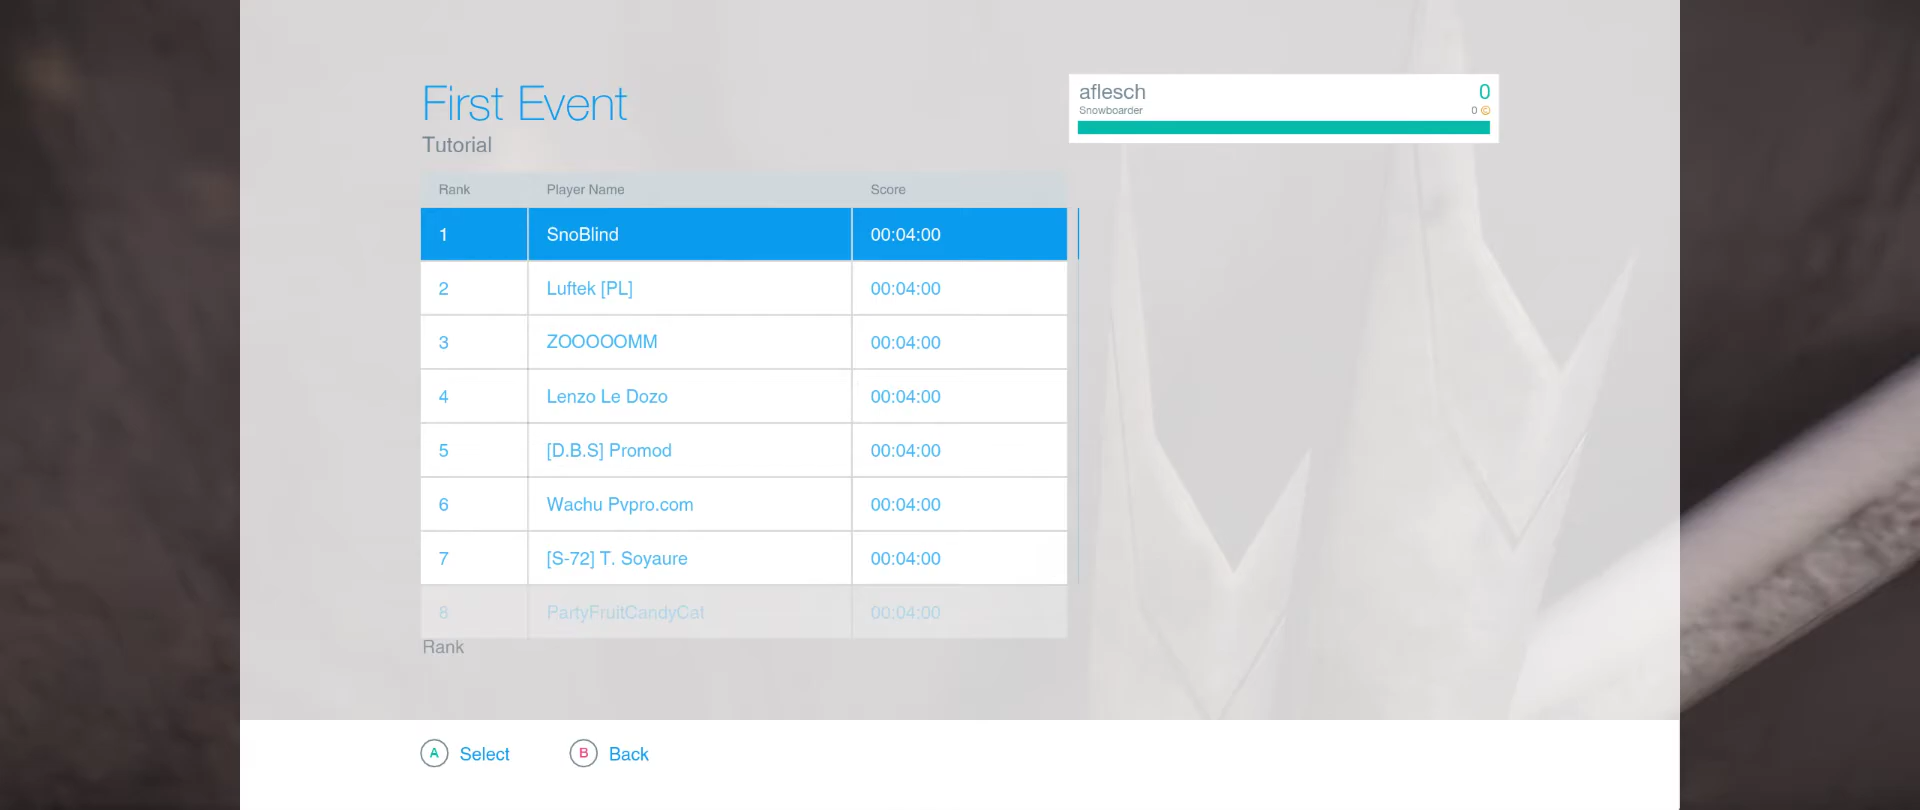 First Event
Tutorial
aflesch 0
Snowboarder 0 ©
Rank Player Name Score
1 SnoBlind 00:04:00
2 Luftek [PL] 00:04:00
3 ZOOOOOMM 00:04:00
4 Lenzo Le Dozo 00:04:00
5 [D.B.S] Promod 00:04:00
6 Wachu Pvpro.com 00:04:00
7 [S-72] T. Soyaure 00:04:00
8 PartyFruitCandyCat 00:04:00
Rank
A Select B Back